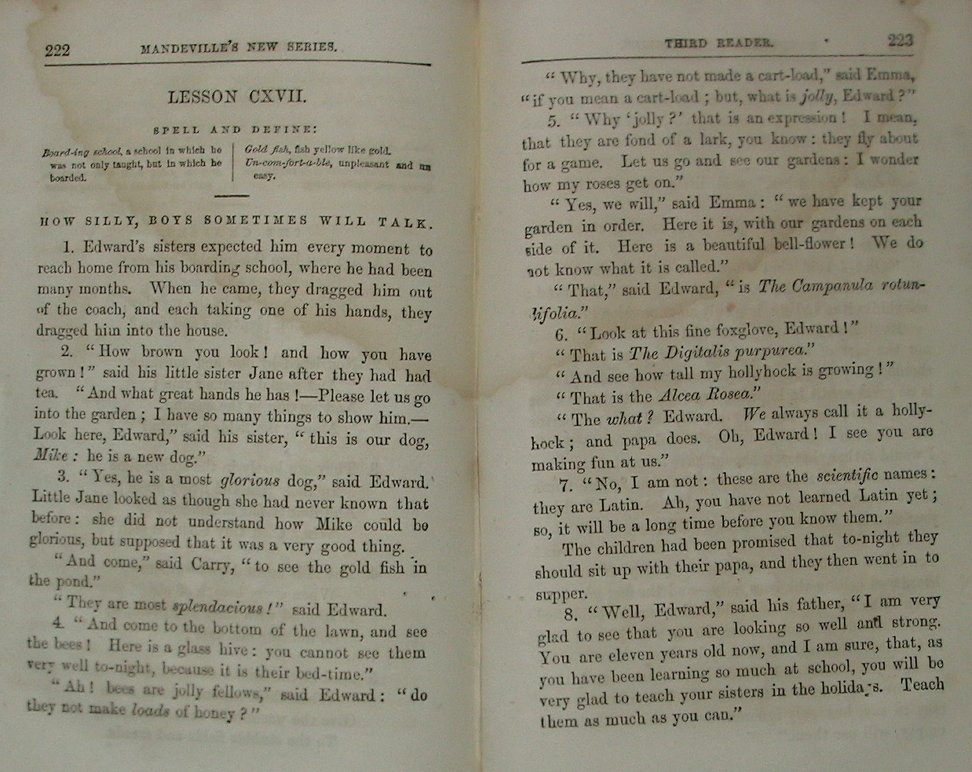 222 MANDEVILLE'S NEW SERIES.
LESSON CXVII.
SPELL AND DEFINE:
Board-ing school, a school in which he
was not only taught, but in which he
boarded.
Gold fish, fish yellow like gold.
Un-com-fort-a-ble, unpleasant and un
easy.
HOW SILLY, BOYS SOMETIMES WILL TALK.
1. Edward's sisters expected him every moment to
reach home from his boarding school, where he had been
many months. When he came, they dragged him out
of the coach, and each taking one of his hands, they
dragged him into the house.
2. “How brown you look! and how you have
grown!” said his little sister Jane after they had had
tea. “And what great hands he has!—Please let us go
into the garden; I have so many things to show him.—
Look here, Edward,” said his sister, “this is our dog,
Mike: he is a new dog.”
3. “Yes, he is a most glorious dog,” said Edward.
Little Jane looked as though she had never known that
before: she did not understand how Mike could be
glorious, but supposed that it was a very good thing.
“And come,” said Carry, “to see the gold fish in
the pond.”
“They are most splendacious!” said Edward.
4. “And come to the bottom of the lawn, and see
the bees! Here is a glass hive: you cannot see them
very well to-night, because it is their bed-time.”
“Ah! bees are jolly fellows,” said Edward: “do
they not make loads of honey?”
THIRD READER. 223
“Why, they have not made a cart-load,” said Emma,
“if you mean a cart-load; but, what is jolly, Edward?”
5. “Why ‘jolly?’ that is an expression! I mean,
that they are fond of a lark, you know: they fly about
for a game. Let us go and see our gardens: I wonder
how my roses get on.”
“Yes, we will,” said Emma: “we have kept your
garden in order. Here it is, with our gardens on each
side of it. Here is a beautiful bell-flower! We do
not know what it is called.”
“That,” said Edward, “is The Campanula rotun-
lifolia.”
6. “Look at this fine foxglove, Edward!”
“That is The Digitalis purpurea.”
“And see how tall my hollyhock is growing!”
“That is the Alcea Rosea.”
“The what? Edward. We always call it a holly-
hock; and papa does. Oh, Edward! I see you are
making fun at us.”
7. “No, I am not: these are the scientific names:
they are Latin. Ah, you have not learned Latin yet;
so, it will be a long time before you know them.”
The children had been promised that to-night they
should sit up with their papa, and they then went in to
supper.
8. “Well, Edward,” said his father, “I am very
glad to see that you are looking so well and strong.
You are eleven years old now, and I am sure, that, as
you have been learning so much at school, you will be
very glad to teach your sisters in the holidays. Teach
them as much as you can.”